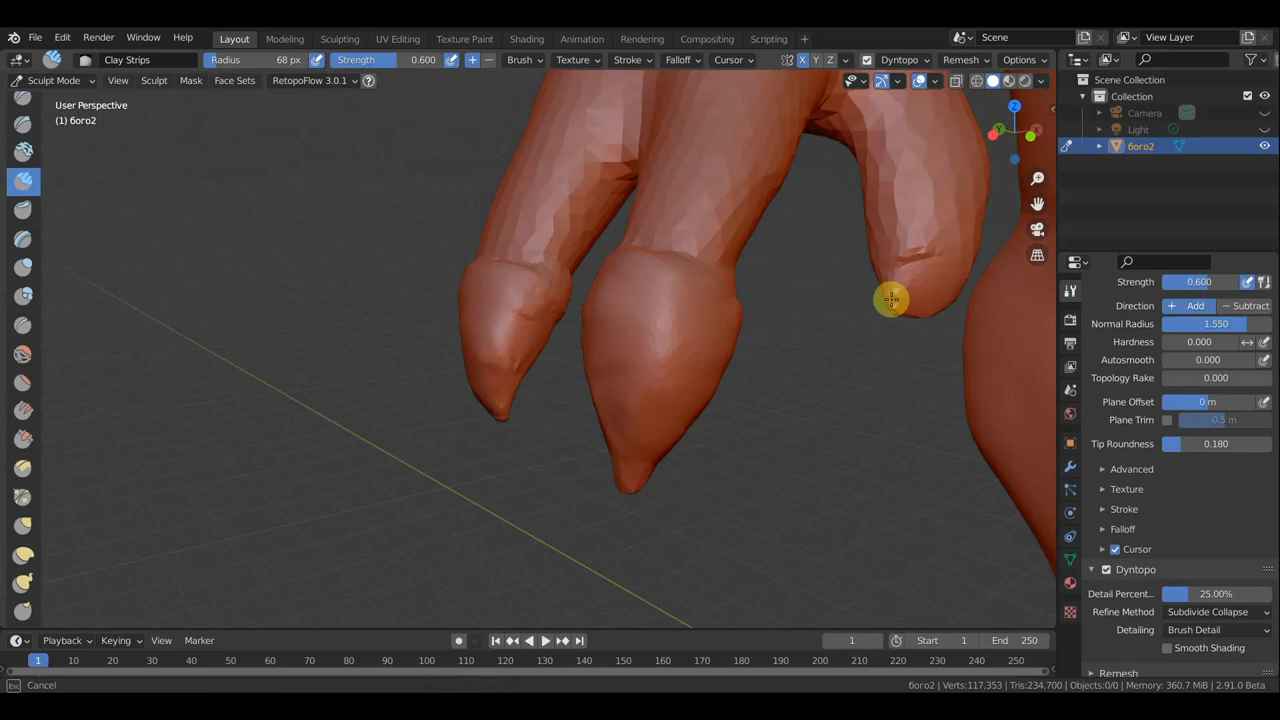 File Edit Render Window Help Layout Modeling Sculpting UV Editing Texture Paint Shading Animation Rendering Compositing Scripting + Scene View Layer
Clay Strips Radius 68 px Strength 0.600 + − Brush Texture Stroke Falloff Cursor X Y Z Dyntopo Remesh Options
Sculpt Mode View Sculpt Mask Face Sets RetopoFlow 3.0.1 ?
User Perspective
(1) бого2
Z
Y
X
Scene Collection
Collection
Camera
Light
бого2
Strength 0.600
Direction + Add − Subtract
Normal Radius 1.550
Hardness 0.000
Autosmooth 0.000
Topology Rake 0.000
Plane Offset 0 m
Plane Trim 0.5 m
Tip Roundness 0.180
Advanced
Texture
Stroke
Falloff
Cursor
Dyntopo
Detail Percent... 25.00%
Refine Method Subdivide Collapse
Detailing Brush Detail
Smooth Shading
Remesh
Playback Keying View Marker 1 Start 1 End 250
1 10 20 30 40 50 60 70 80 90 100 110 120 130 140 150 160 170 180 190 200 210 220 230 240 250
Esc Cancel бого2 | Verts:117,353 | Tris:234,700 | Objects:0/0 | Memory: 360.7 MiB | 2.91.0 Beta